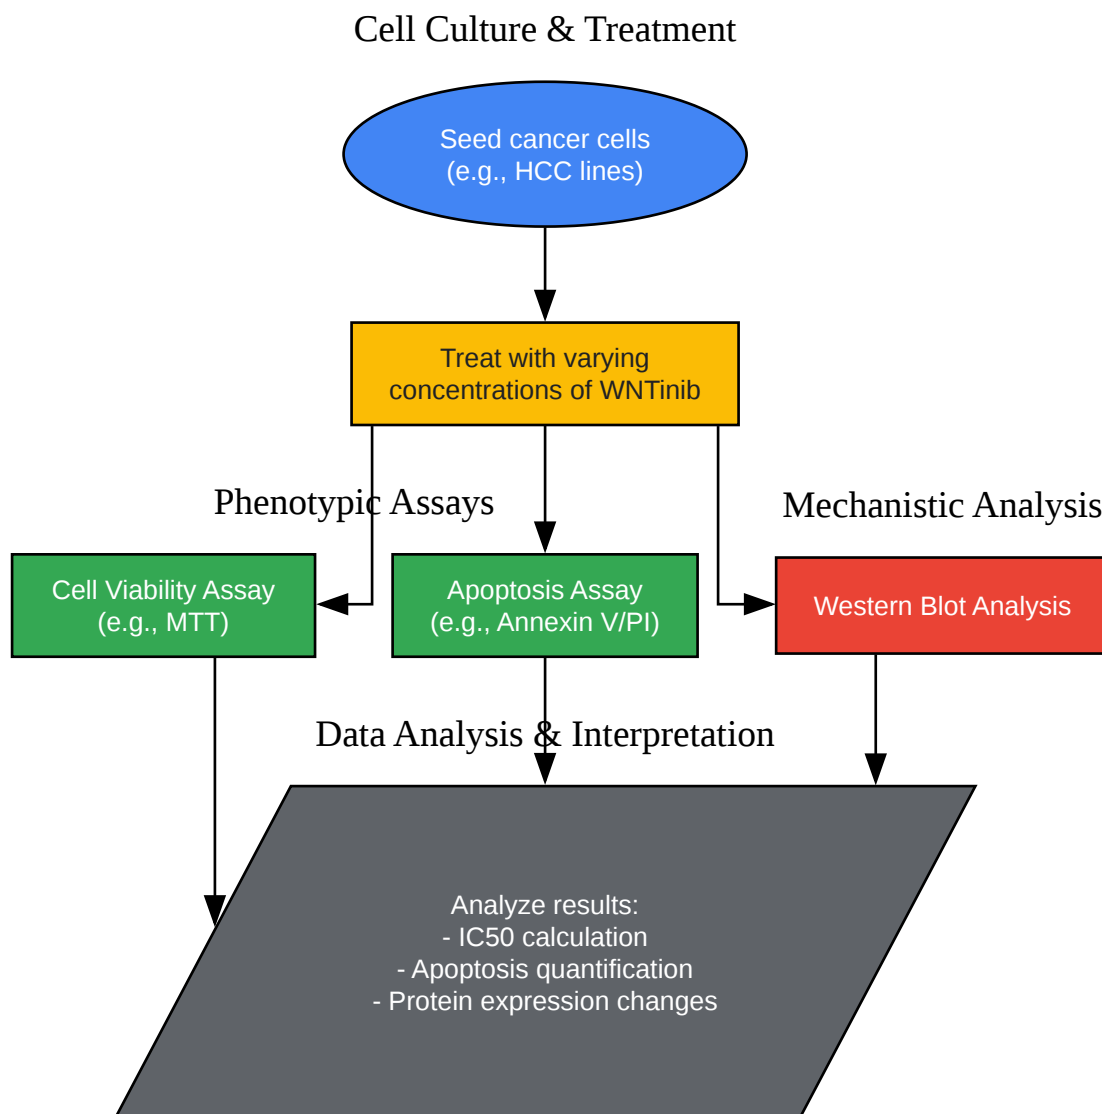 Cell Culture & Treatment
Seed cancer cells
(e.g., HCC lines)
Treat with varying
concentrations of WNTinib
Phenotypic Assays
Mechanistic Analysis
Cell Viability Assay
(e.g., MTT)
Apoptosis Assay
(e.g., Annexin V/PI)
Western Blot Analysis
Data Analysis & Interpretation
Analyze results:
- IC50 calculation
- Apoptosis quantification
- Protein expression changes